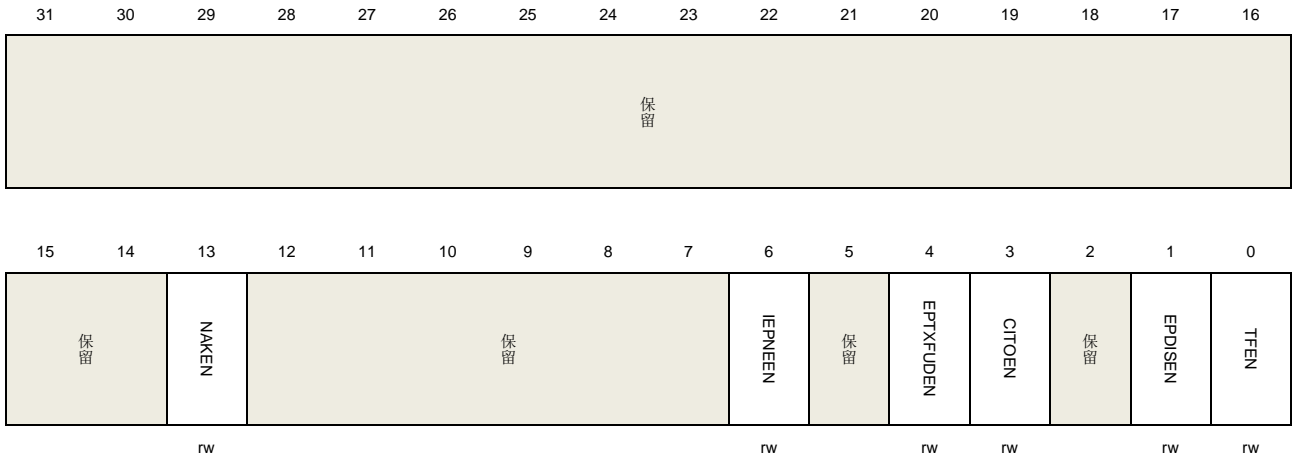 31 30 29 28 27 26 25 24 23 22 21 20 19 18 17 16
保留
15 14 13 12 11 10 9 8 7 6 5 4 3 2 1 0
保留 NAKEN 保留 IEPNEEN 保留 EPTXFUDEN CITOEN 保留 EPDISEN TFEN
rw rw rw rw rw rw